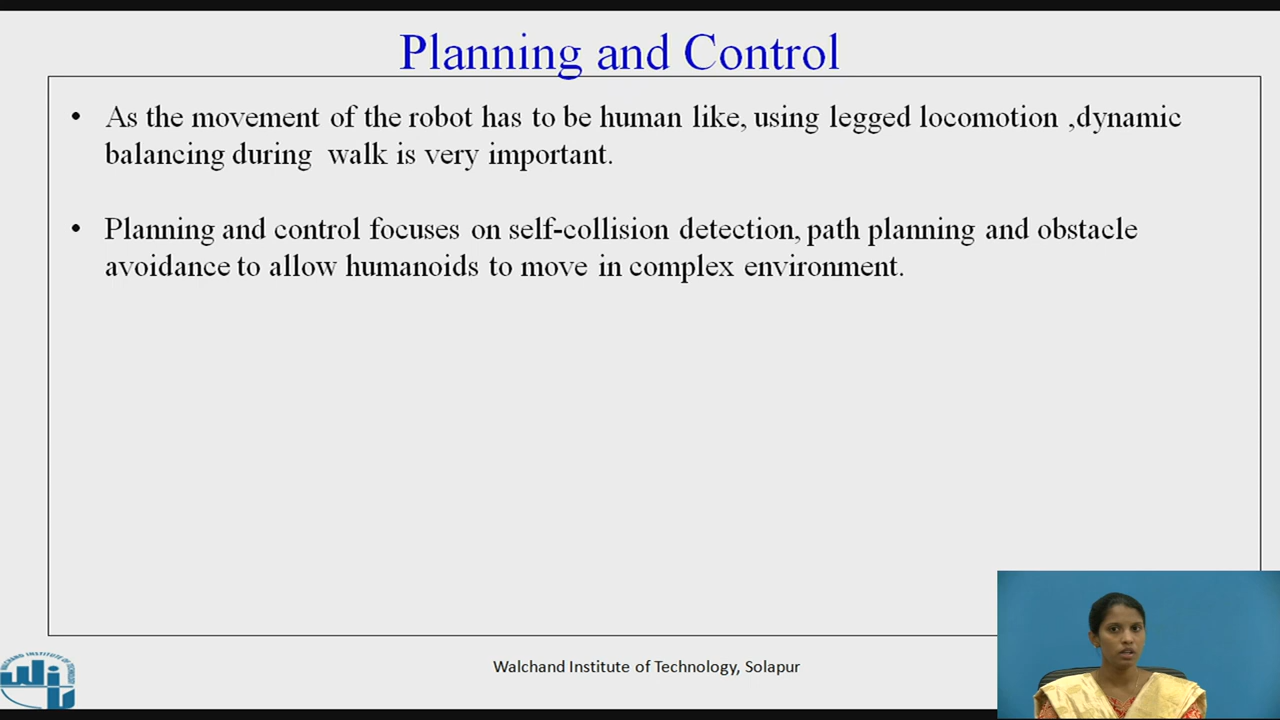 Planning and Control
• As the movement of the robot has to be human like, using legged locomotion ,dynamic
balancing during walk is very important.
• Planning and control focuses on self-collision detection, path planning and obstacle
avoidance to allow humanoids to move in complex environment.
Walchand Institute of Technology, Solapur